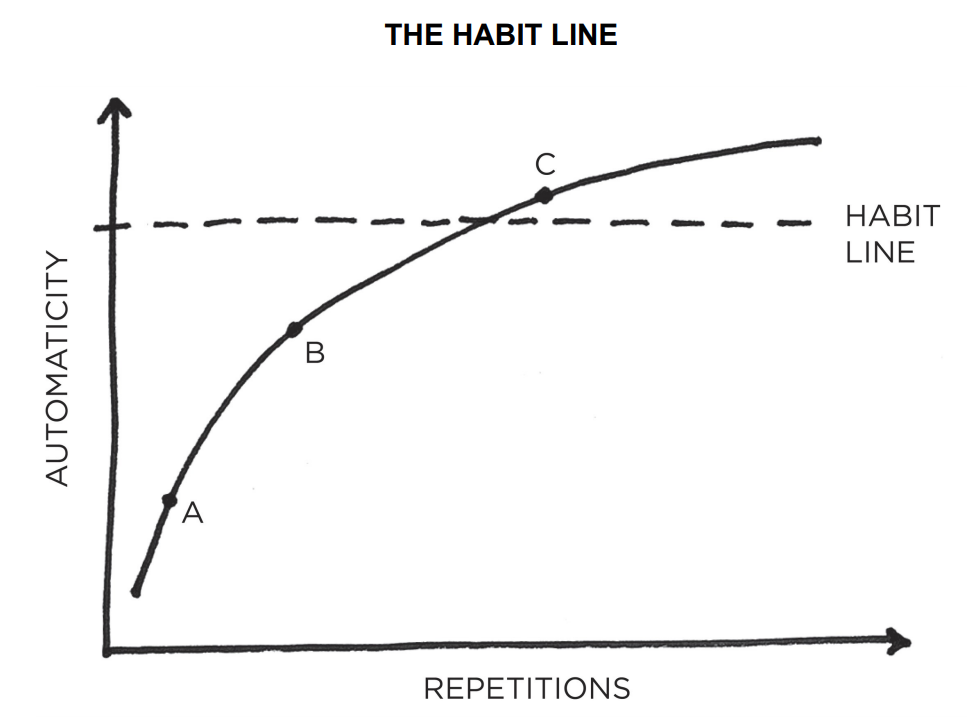 THE HABIT LINE
C
HABIT
LINE
AUTOMATICITY
B
A
REPETITIONS